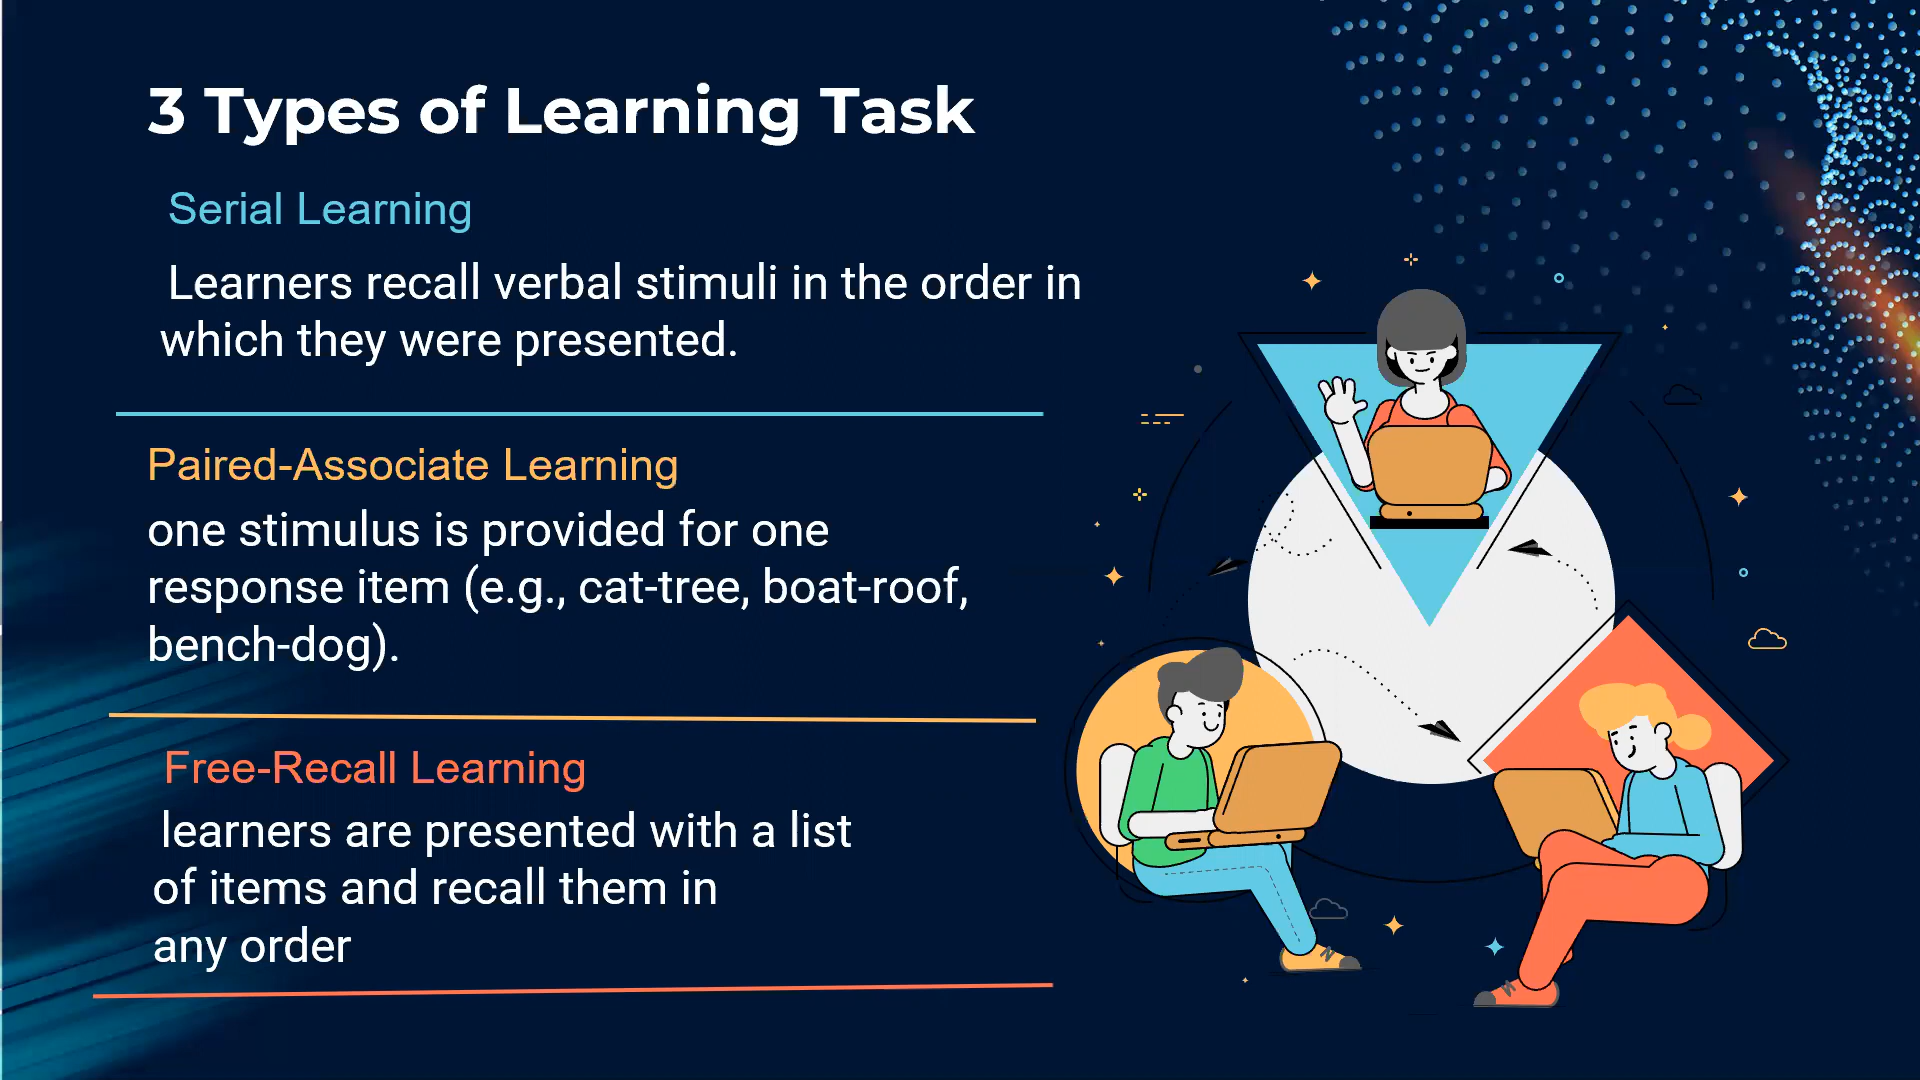 3 Types of Learning Task
Serial Learning
Learners recall verbal stimuli in the order in
which they were presented.
Paired-Associate Learning
one stimulus is provided for one
response item (e.g., cat-tree, boat-roof,
bench-dog).
Free-Recall Learning
learners are presented with a list
of items and recall them in
any order